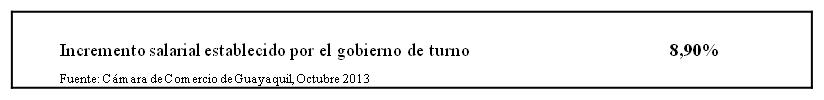 Incremento salarial establecido por el gobierno de turno 8,90%
Fuente: Cámara de Comercio de Guayaquil, Octubre 2013